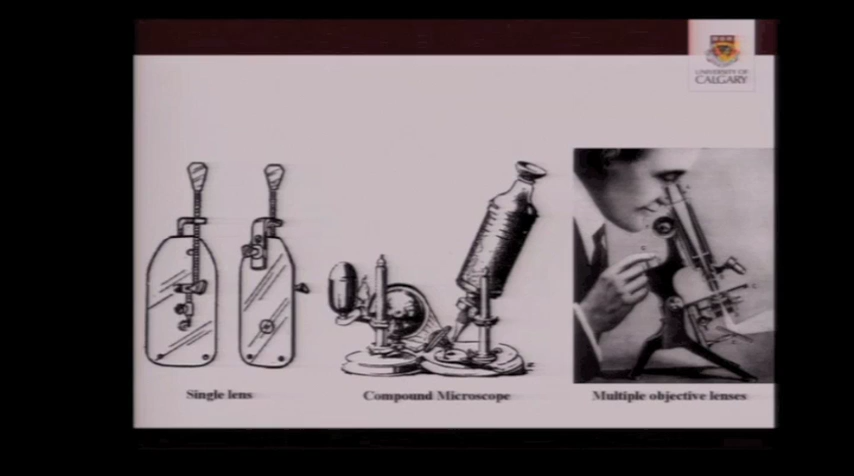 UNIVERSITY OF
CALGARY
Single lens
Compound Microscope
Multiple objective lenses